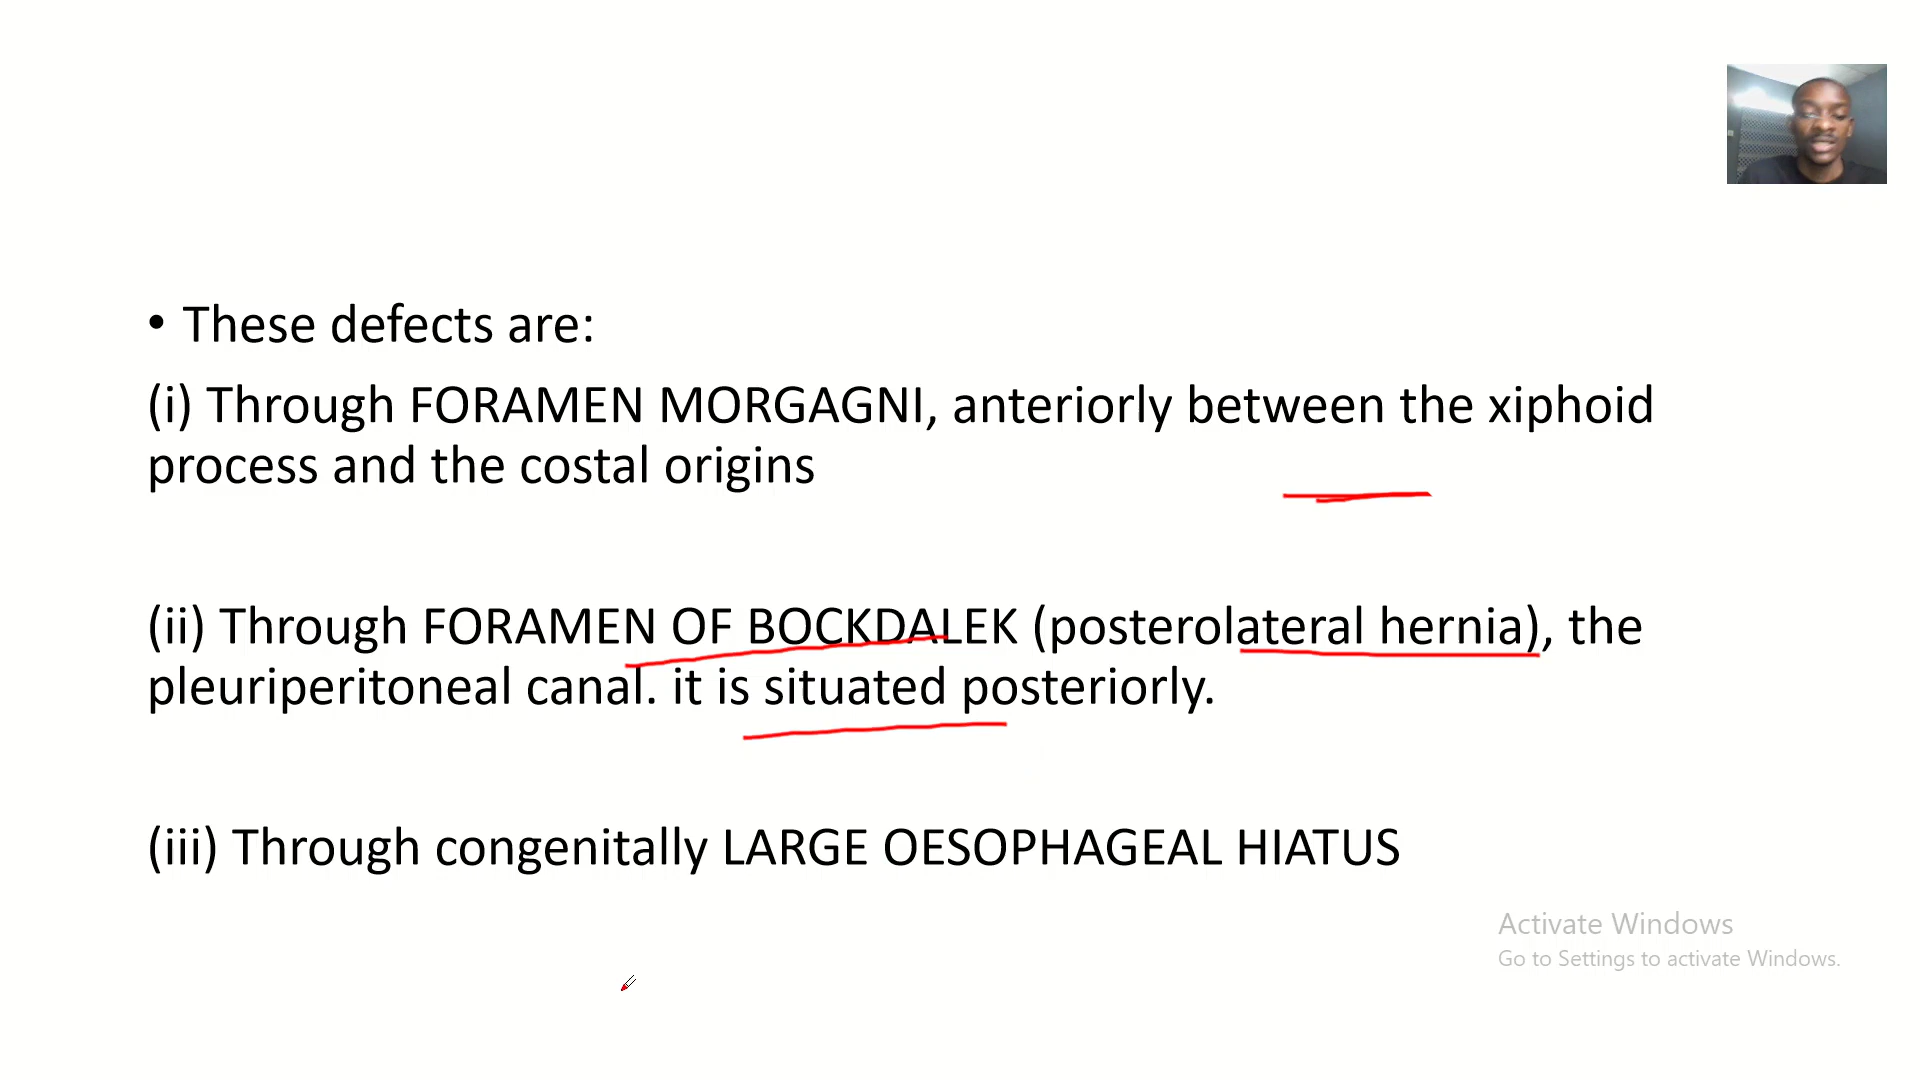 • These defects are:
(i) Through FORAMEN MORGAGNI, anteriorly between the xiphoid
process and the costal origins
(ii) Through FORAMEN OF BOCKDALEK (posterolateral hernia), the
pleuriperitoneal canal. it is situated posteriorly.
(iii) Through congenitally LARGE OESOPHAGEAL HIATUS
Activate Windows
Go to Settings to activate Windows.